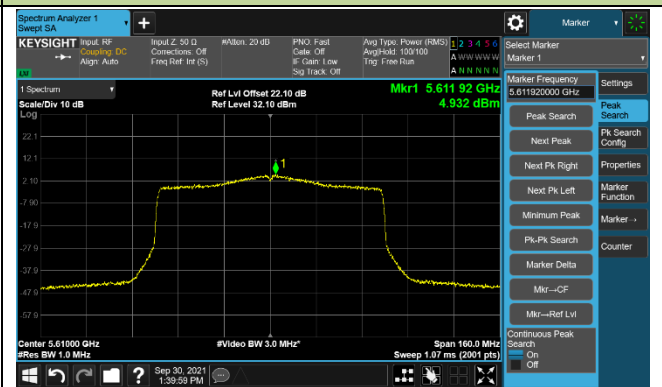 Spectrum Analyzer 1
Swept SA
+
Marker
KEYSIGHT
Input: RF
Coupling: DC
Align: Auto
Input Z: 50 Ω
Corrections: Off
Freq Ref: Int (S)
#Atten: 20 dB
PNO: Fast
Gate: Off
IF Gain: Low
Sig Track: Off
Avg Type: Power (RMS)
Avg|Hold: 100/100
Trig: Free Run
1 2 3 4 5 6
A W W W W W
A N N N N N
LXI
Select Marker
Marker 1
1 Spectrum
Scale/Div 10 dB
Log
Ref Lvl Offset 22.10 dB
Ref Level 32.10 dBm
Mkr1 5.611 92 GHz
4.932 dBm
22.1
12.1
2.10
-7.90
-17.9
-27.9
-37.9
-47.9
-57.9
1
Center 5.61000 GHz
#Res BW 1.0 MHz
#Video BW 3.0 MHz*
Span 160.0 MHz
Sweep 1.07 ms (2001 pts)
Marker Frequency
5.611920000 GHz
Peak Search
Next Peak
Next Pk Right
Next Pk Left
Minimum Peak
Pk-Pk Search
Marker Delta
Mkr→CF
Mkr→Ref Lvl
Continuous Peak
Search
On
Off
Settings
Peak
Search
Pk Search
Config
Properties
Marker
Function
Marker→
Counter
?
Sep 30, 2021
1:39:59 PM